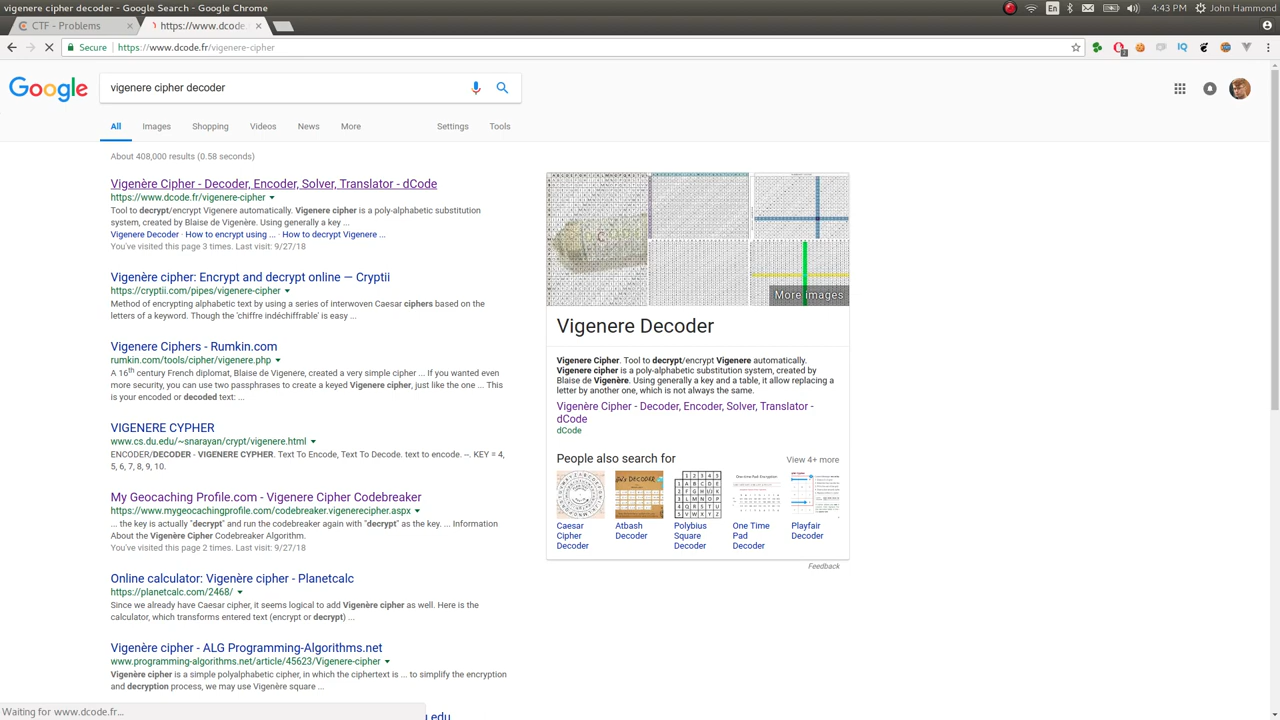 vigenere cipher decoder - Google Search - Google Chrome
En
4:43 PM
John Hammond
CTF - Problems
https://www.dcode.
Secure
https://www.dcode.fr/vigenere-cipher
2
IQ
Google
vigenere cipher decoder
All
Images
Shopping
Videos
News
More
Settings
Tools
About 408,000 results (0.58 seconds)
Vigenère Cipher - Decoder, Encoder, Solver, Translator - dCode
https://www.dcode.fr/vigenere-cipher
Tool to decrypt/encrypt Vigenere automatically. Vigenere cipher is a poly-alphabetic substitution
system, created by Blaise de Vigenère. Using generally a key ...
Vigenere Decoder · How to encrypt using ... · How to decrypt Vigenere ...
You've visited this page 3 times. Last visit: 9/27/18
Vigenère cipher: Encrypt and decrypt online — Cryptii
https://cryptii.com/pipes/vigenere-cipher
Method of encrypting alphabetic text by using a series of interwoven Caesar ciphers based on the
letters of a keyword. Though the 'chiffre indéchiffrable' is easy ...
Vigenere Ciphers - Rumkin.com
rumkin.com/tools/cipher/vigenere.php
A 16th century French diplomat, Blaise de Vigenere, created a very simple cipher ... If you wanted even
more security, you can use two passphrases to create a keyed Vigenere cipher, just like the one ... This
is your encoded or decoded text: ...
VIGENERE CYPHER
www.cs.du.edu/~snarayan/crypt/vigenere.html
ENCODER/DECODER - VIGENERE CYPHER. Text To Encode, Text To Decode. text to encode. --. KEY = 4,
5, 6, 7, 8, 9, 10.
MyGeocaching Profile.com - Vigenere Cipher Codebreaker
https://www.mygeocachingprofile.com/codebreaker.vigenerecipher.aspx
... the key is actually "decrypt" and run the codebreaker again with "decrypt" as the key. ... Information
About the Vigenère Cipher Codebreaker Algorithm.
You've visited this page 2 times. Last visit: 9/27/18
Online calculator: Vigenère cipher - Planetcalc
https://planetcalc.com/2468/
Since we already have Caesar cipher, it seems logical to add Vigenère cipher as well. Here is the
calculator, which transforms entered text (encrypt or decrypt) ...
Vigenère cipher - ALG Programming-Algorithms.net
www.programming-algorithms.net/article/45623/Vigenere-cipher
Vigenère cipher is a simple polyalphabetic cipher, in which the ciphertext is ... to simplify the encryption
and decryption process, we may use Vigenère square ...
u.edu
Waiting for www.dcode.fr...
More images
Vigenere Decoder
Vigenere Cipher. Tool to decrypt/encrypt Vigenere automatically.
Vigenere cipher is a poly-alphabetic substitution system, created by
Blaise de Vigenère. Using generally a key and a table, it allow replacing a
letter by another one, which is not always the same.
Vigenère Cipher - Decoder, Encoder, Solver, Translator -
dCode
dCode
People also search for
View 4+ more
Caesar
Cipher
Decoder
Atbash
Decoder
Polybius
Square
Decoder
One Time
Pad
Decoder
Playfair
Decoder
Feedback